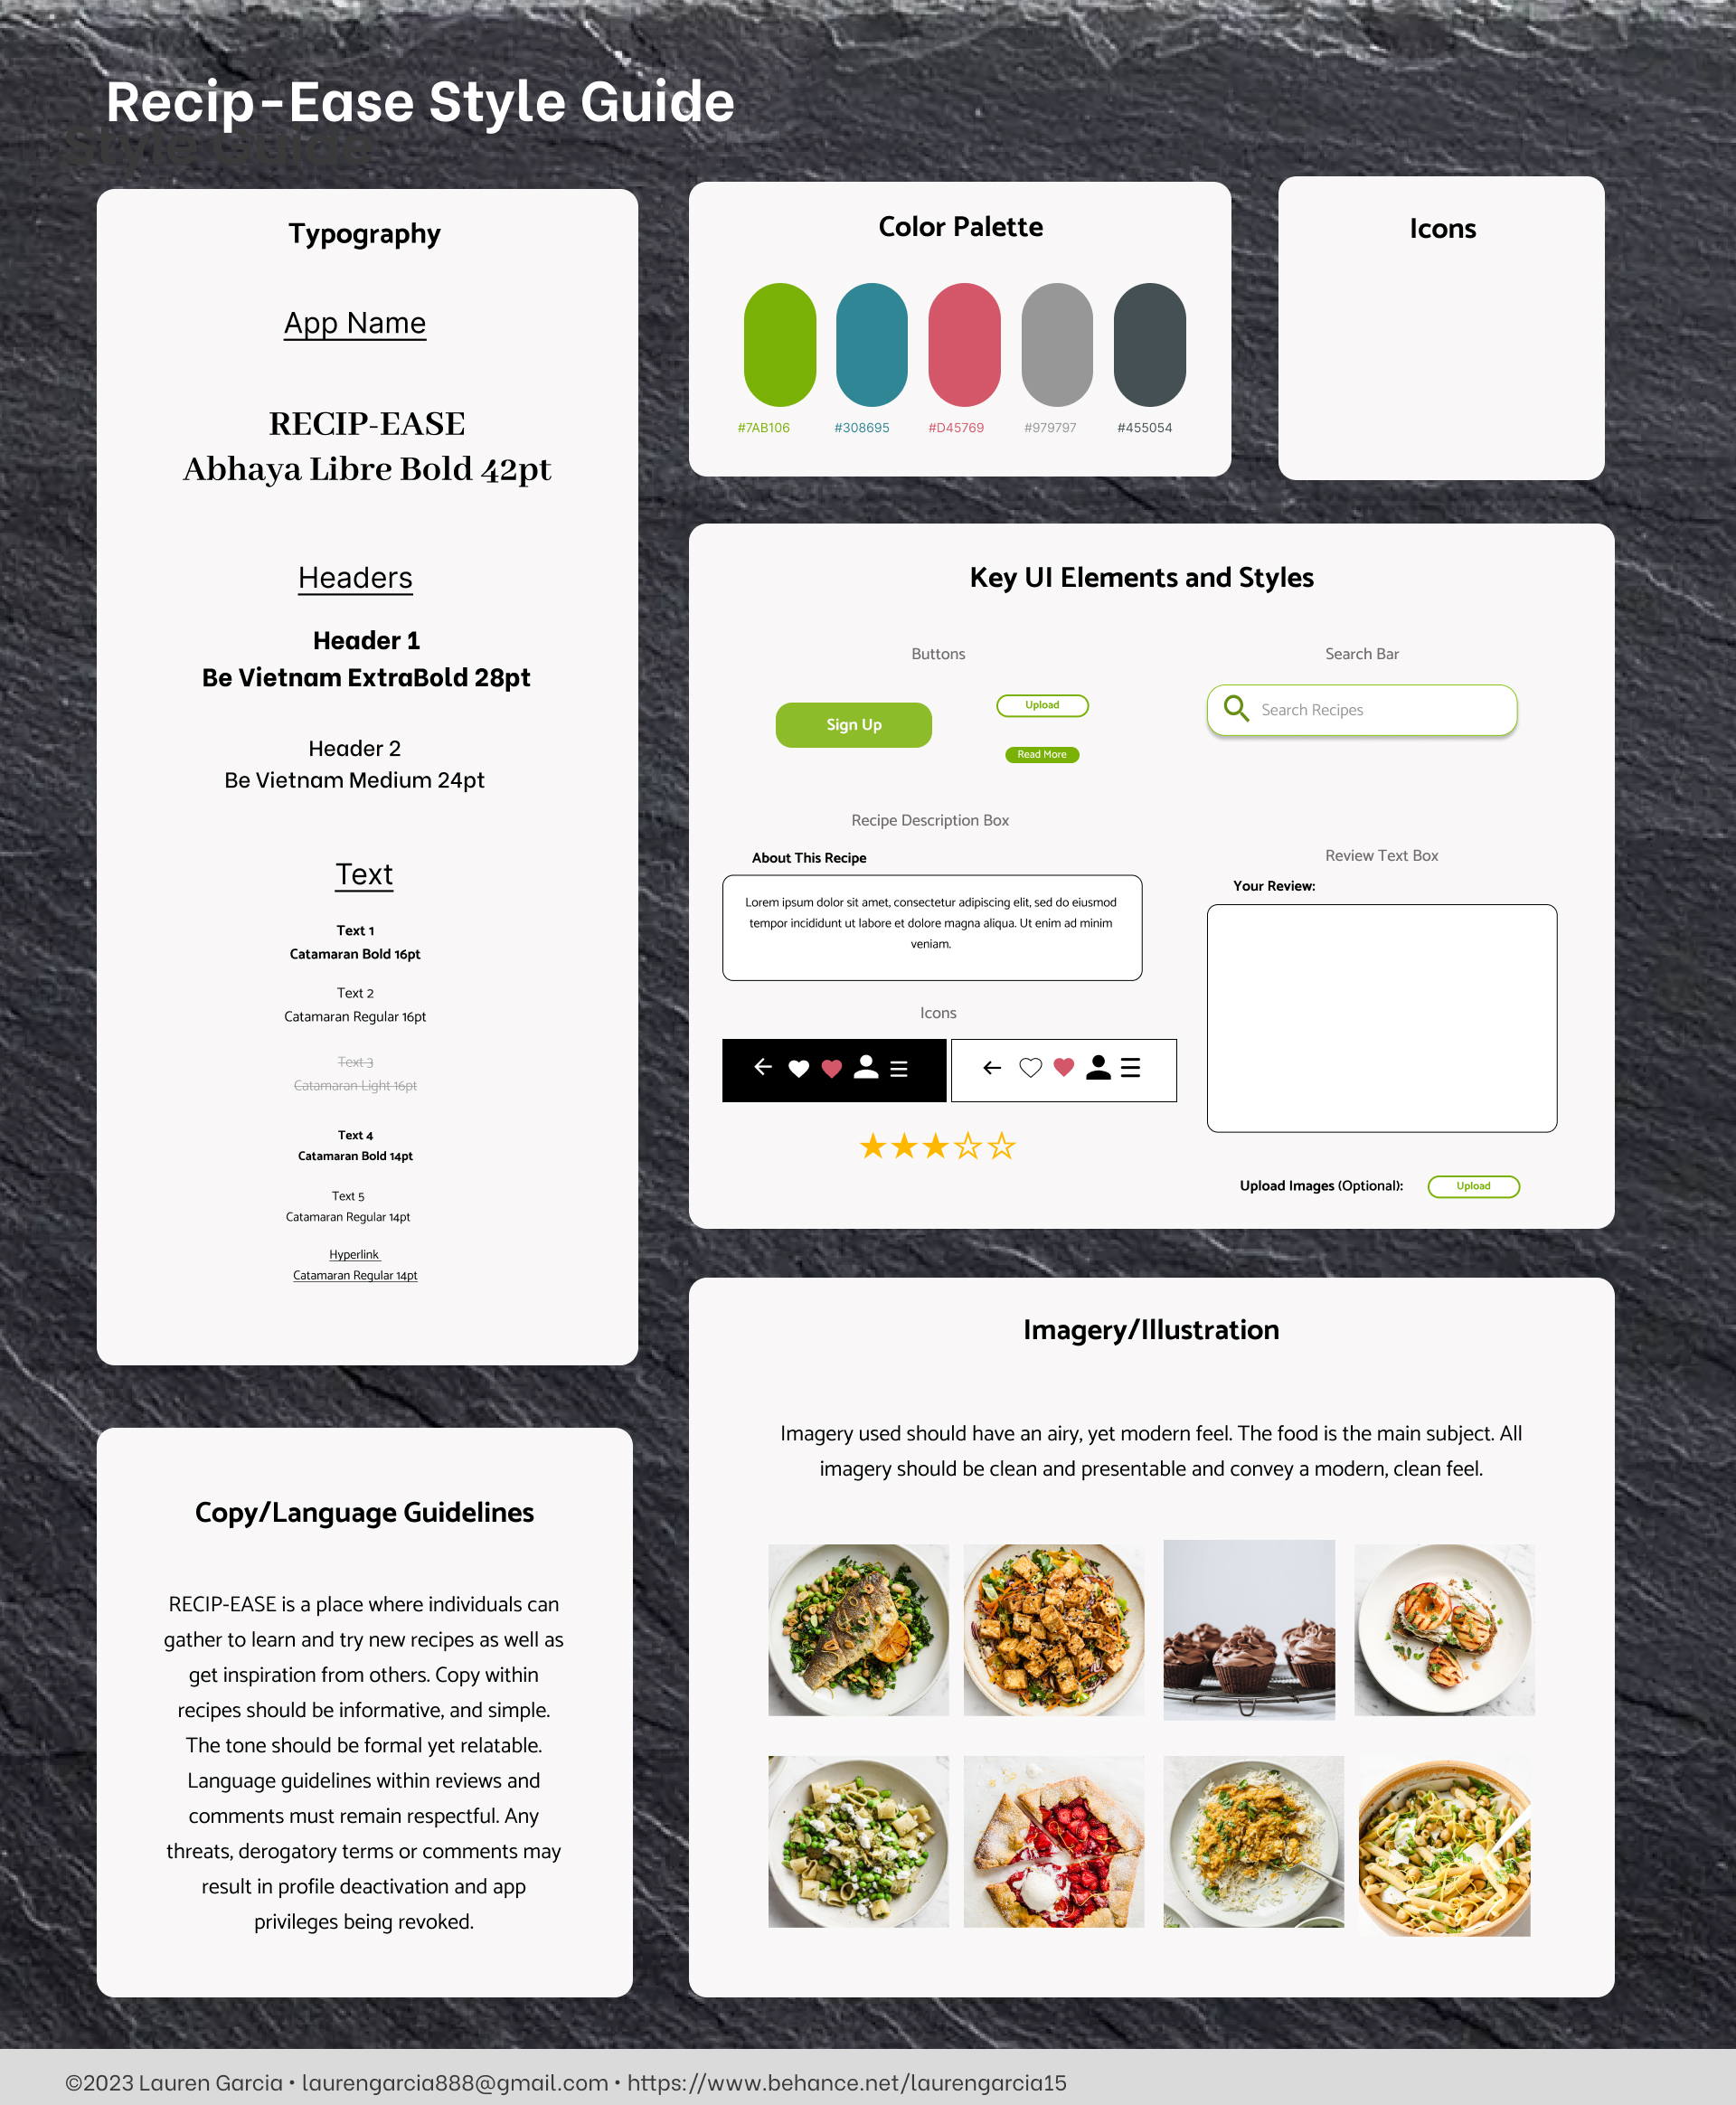 Recip-Ease Style Guide
Style Guide
Typography
App Name
RECIP-EASE
Abhaya Libre Bold 42pt
Headers
Header 1
Be Vietnam ExtraBold 28pt
Header 2
Be Vietnam Medium 24pt
Text
Text 1
Catamaran Bold 16pt
Text 2
Catamaran Regular 16pt
Text 3
Catamaran Light 16pt
Text 4
Catamaran Bold 14pt
Text 5
Catamaran Regular 14pt
Hyperlink
Catamaran Regular 14pt
Color Palette
#7AB106 #308695 #D45769 #979797 #455054
Icons
Key UI Elements and Styles
Buttons
Sign Up
Upload
Read More
Search Bar
Search Recipes
Recipe Description Box
About This Recipe
Lorem ipsum dolor sit amet, consectetur adipiscing elit, sed do eiusmod
tempor incididunt ut labore et dolore magna aliqua. Ut enim ad minim
veniam.
Icons
Review Text Box
Your Review:
Upload Images (Optional):
Upload
Copy/Language Guidelines
RECIP-EASE is a place where individuals can
gather to learn and try new recipes as well as
get inspiration from others. Copy within
recipes should be informative, and simple.
The tone should be formal yet relatable.
Language guidelines within reviews and
comments must remain respectful. Any
threats, derogatory terms or comments may
result in profile deactivation and app
privileges being revoked.
Imagery/Illustration
Imagery used should have an airy, yet modern feel. The food is the main subject. All
imagery should be clean and presentable and convey a modern, clean feel.
©2023 Lauren Garcia • laurengarcia888@gmail.com • https://www.behance.net/laurengarcia15